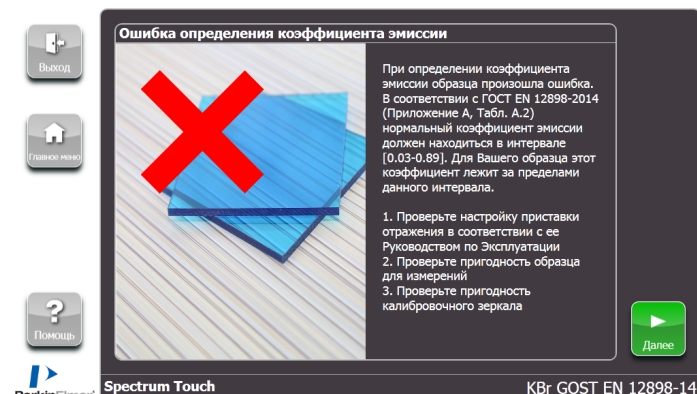 Ошибка определения коэффициента эмиссии
Выход
При определении коэффициента
эмиссии образца произошла ошибка.
В соответствии с ГОСТ EN 12898-2014
(Приложение А, Табл. А.2)
нормальный коэффициент эмиссии
должен находиться в интервале
[0.03-0.89]. Для Вашего образца этот
коэффициент лежит за пределами
данного интервала.
Главное меню
1. Проверьте настройку приставки
отражения в соответствии с ее
Руководством по Эксплуатации
2. Проверьте пригодность образца
для измерений
3. Проверьте пригодность
калибровочного зеркала
Помощь
Далее
Spectrum Touch
KBr GOST EN 12898-14